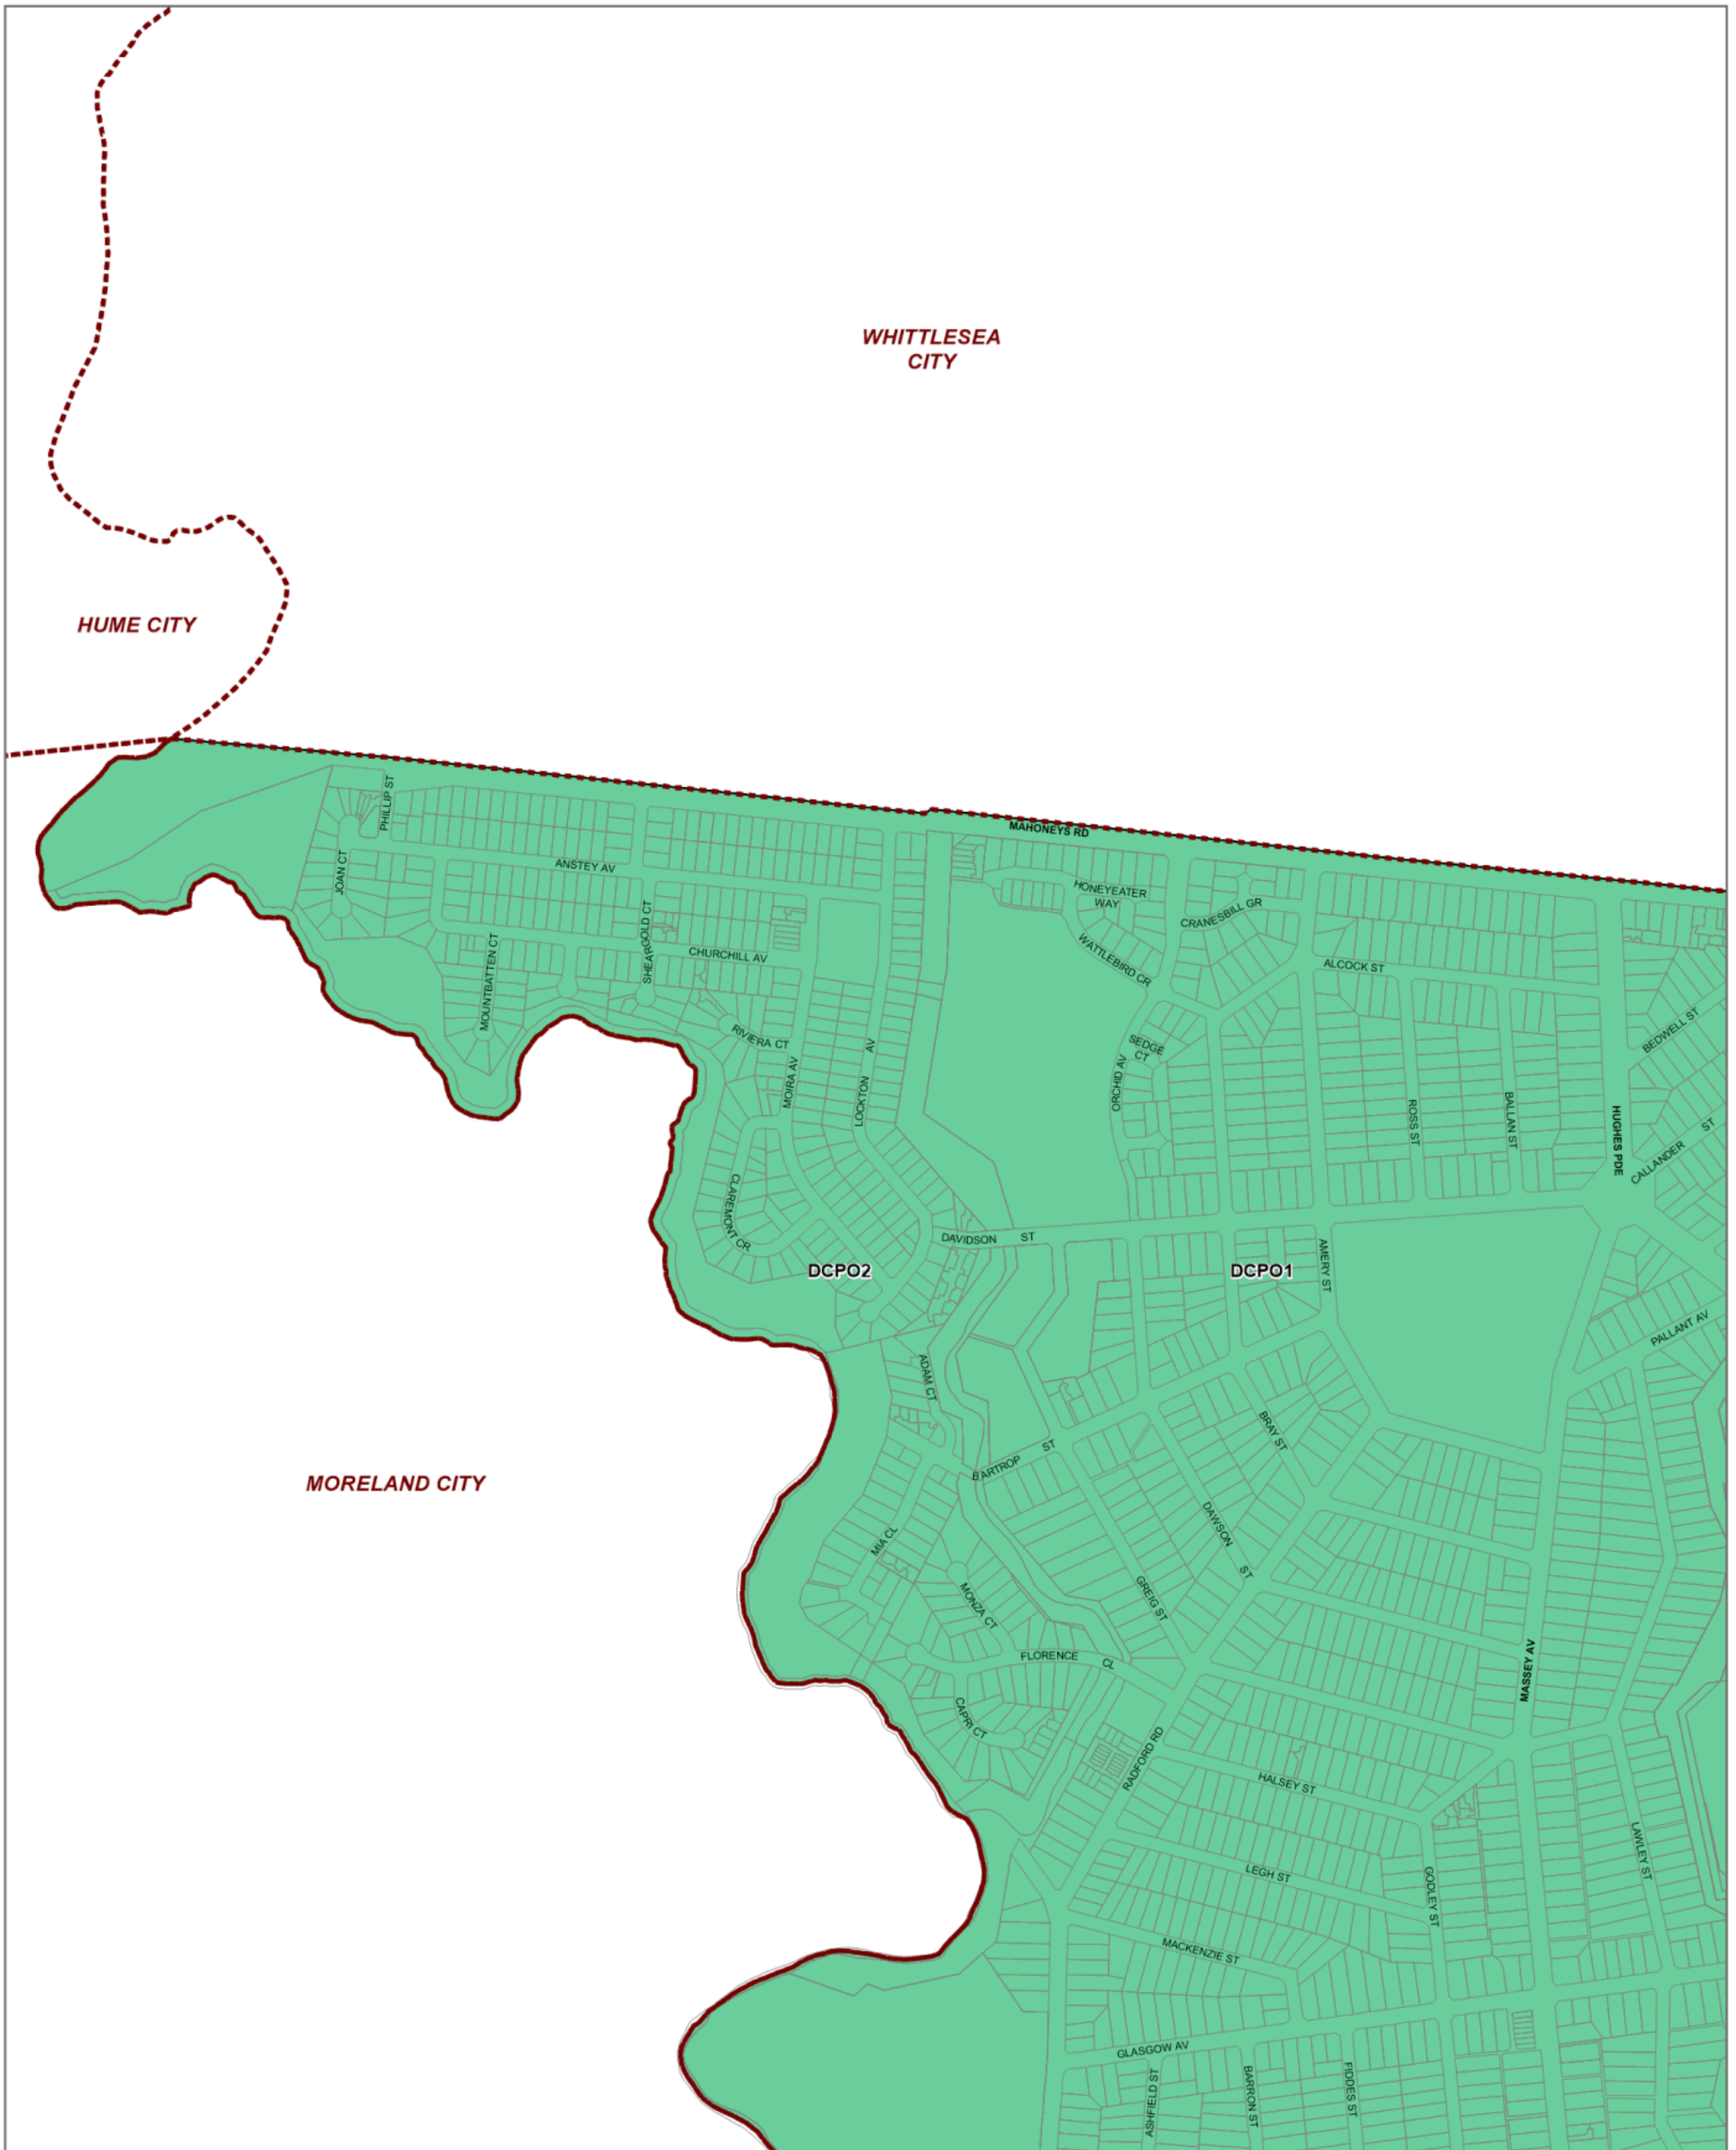 WHITTLESEA
CITY
HUME CITY
MORELAND CITY
MAHONEYS RD
PHILLIP ST
JOAN CT
ANSTEY AV
HONEYEATER
WAY
CRANESBILL GR
SHEARGOLD CT
CHURCHILL AV
MOUNTBATTEN CT
WATTLEBIRD CR
ALCOCK ST
BEDWELL ST
RIVIERA CT
MOIRA AV
LOCKTON AV
SEDGE
CT
ORCHID AV
ROSS ST
BALLAN ST
HUGHES PDE
CALLANDER ST
CLAREMONT CR
DAVIDSON ST
DCPO2
DCPO1
AMERY ST
PALLANT AV
ADAM CT
BARTROP ST
BRAY ST
MIA CL
DAWSON ST
MONZA CT
GREIG ST
FLORENCE CL
MASSEY AV
CAPRI CT
RADFORD RD
HALSEY ST
LEGH ST
GODLEY ST
LAWLEY ST
MACKENZIE ST
GLASGOW AV
ASHFIELD ST
BARRON ST
FIDDES ST